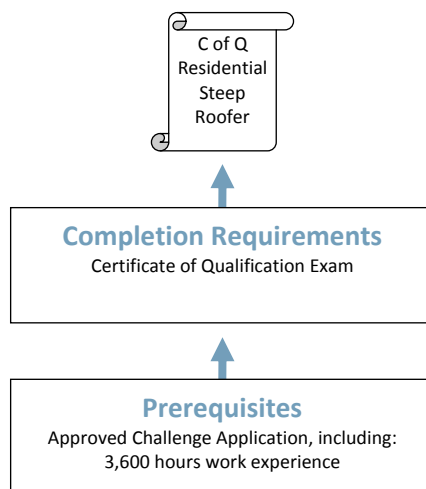 C of Q
Residential
Steep
Roofer
Completion Requirements
Certificate of Qualification Exam
Prerequisites
Approved Challenge Application, including:
3,600 hours work experience